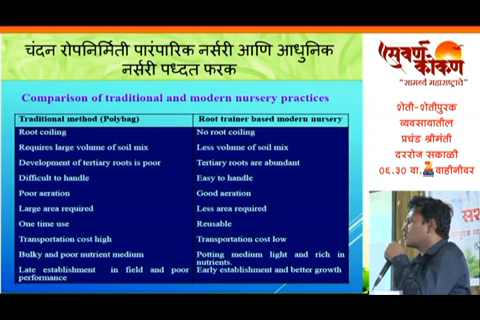 चंदन रोपनिर्मिती पारंपारिक नर्सरी आणि आधुनिक
नर्सरी पध्दत फरक
Comparison of traditional and modern nursery practices
Traditional method (Polybag) Root trainer based modern nursery
Root coiling No root coiling
Requires large volume of soil mix Less volume of soil mix
Development of tertiary roots is poor Tertiary roots are abundant
Difficult to handle Easy to handle
Poor aeration Good aeration
Large area required Less area required
One time use Reusable
Transportation cost high Transportation cost low
Bulky and poor nutrient medium Potting medium light and rich in nutrients.
Late establishment in field and poor performance Early establishment and better growth
सुवर्ण
कोकण
"सामर्थ्य महाराष्ट्राचे"
शेती-शेतीपुरक
व्यवसायातील
प्रचंड श्रीमंती
दररोज सकाळी
०६.३० वा. वाहीनीवर